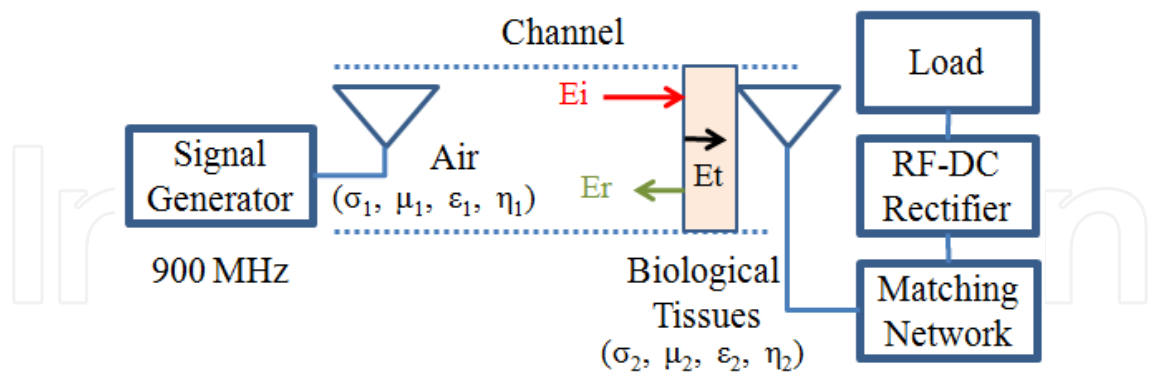 Channel
Load
Ei
Signal
Generator
Air
(σ₁, μ₁, ε₁, η₁)
Et
Er
RF-DC
Rectifier
900 MHz
Biological
Tissues
(σ₂, μ₂, ε₂, η₂)
Matching
Network